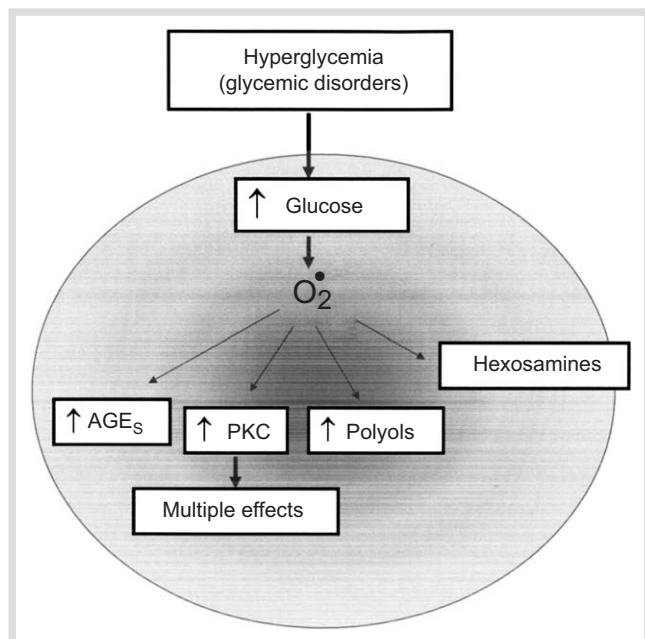 Hyperglycemia
(glycemic disorders)
↑ Glucose
O₂•
Hexosamines
↑ AGEₛ
↑ PKC
↑ Polyols
Multiple effects